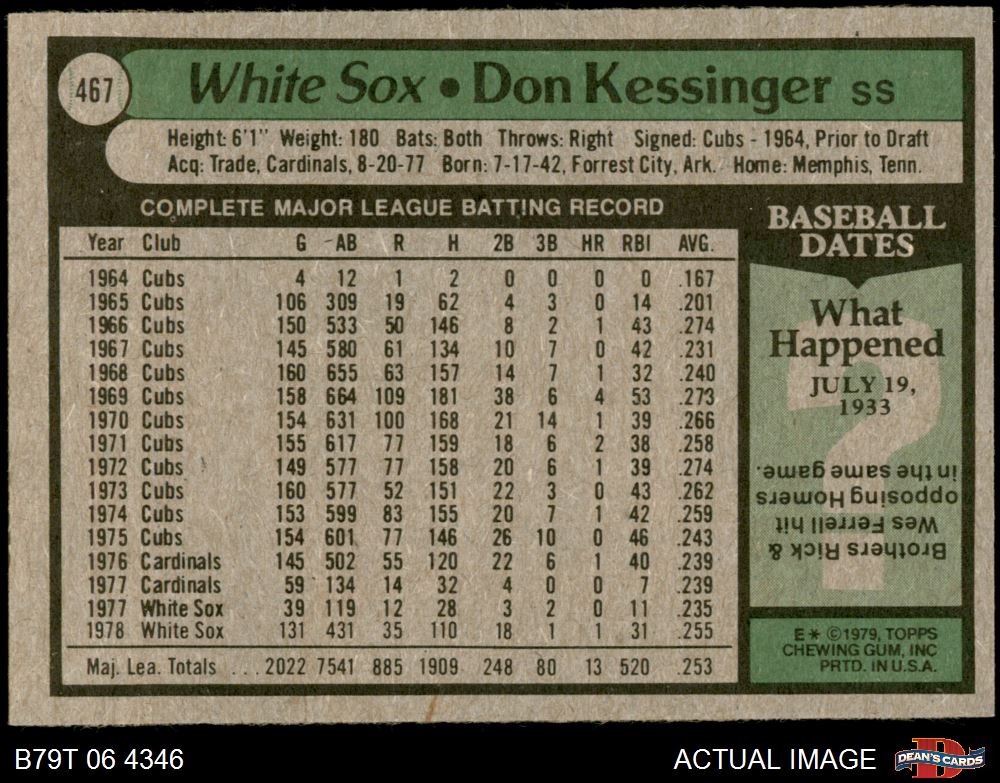 467
White Sox • Don Kessinger SS
Height: 6'1" Weight: 180 Bats: Both Throws: Right Signed: Cubs - 1964, Prior to Draft
Acq: Trade, Cardinals, 8-20-77 Born: 7-17-42, Forrest City, Ark. Home: Memphis, Tenn.
COMPLETE MAJOR LEAGUE BATTING RECORD
Year Club G AB R H 2B 3B HR RBI AVG.
1964 Cubs 4 12 1 2 0 0 0 0 .167
1965 Cubs 106 309 19 62 4 3 0 14 .201
1966 Cubs 150 533 50 146 8 2 1 43 .274
1967 Cubs 145 580 61 134 10 7 0 42 .231
1968 Cubs 160 655 63 157 14 7 1 32 .240
1969 Cubs 158 664 109 181 38 6 4 53 .273
1970 Cubs 154 631 100 168 21 14 1 39 .266
1971 Cubs 155 617 77 159 18 6 2 38 .258
1972 Cubs 149 577 77 158 20 6 1 39 .274
1973 Cubs 160 577 52 151 22 3 0 43 .262
1974 Cubs 153 599 83 155 20 7 1 42 .259
1975 Cubs 154 601 77 146 26 10 0 46 .243
1976 Cardinals 145 502 55 120 22 6 1 40 .239
1977 Cardinals 59 134 14 32 4 0 0 7 .239
1977 White Sox 39 119 12 28 3 2 0 11 .235
1978 White Sox 131 431 35 110 18 1 1 31 .255
Maj. Lea. Totals ... 2022 7541 885 1909 248 80 13 520 .253
BASEBALL
DATES
What
Happened
JULY 19,
1933
?
Brothers Rick &
Wes Ferrell hit
opposing Homers
in the same game.
E* ©1979, TOPPS
CHEWING GUM, INC
PRTD. IN U.S.A.
B79T 06 4346
ACTUAL IMAGE
D
DEAN'S CARDS